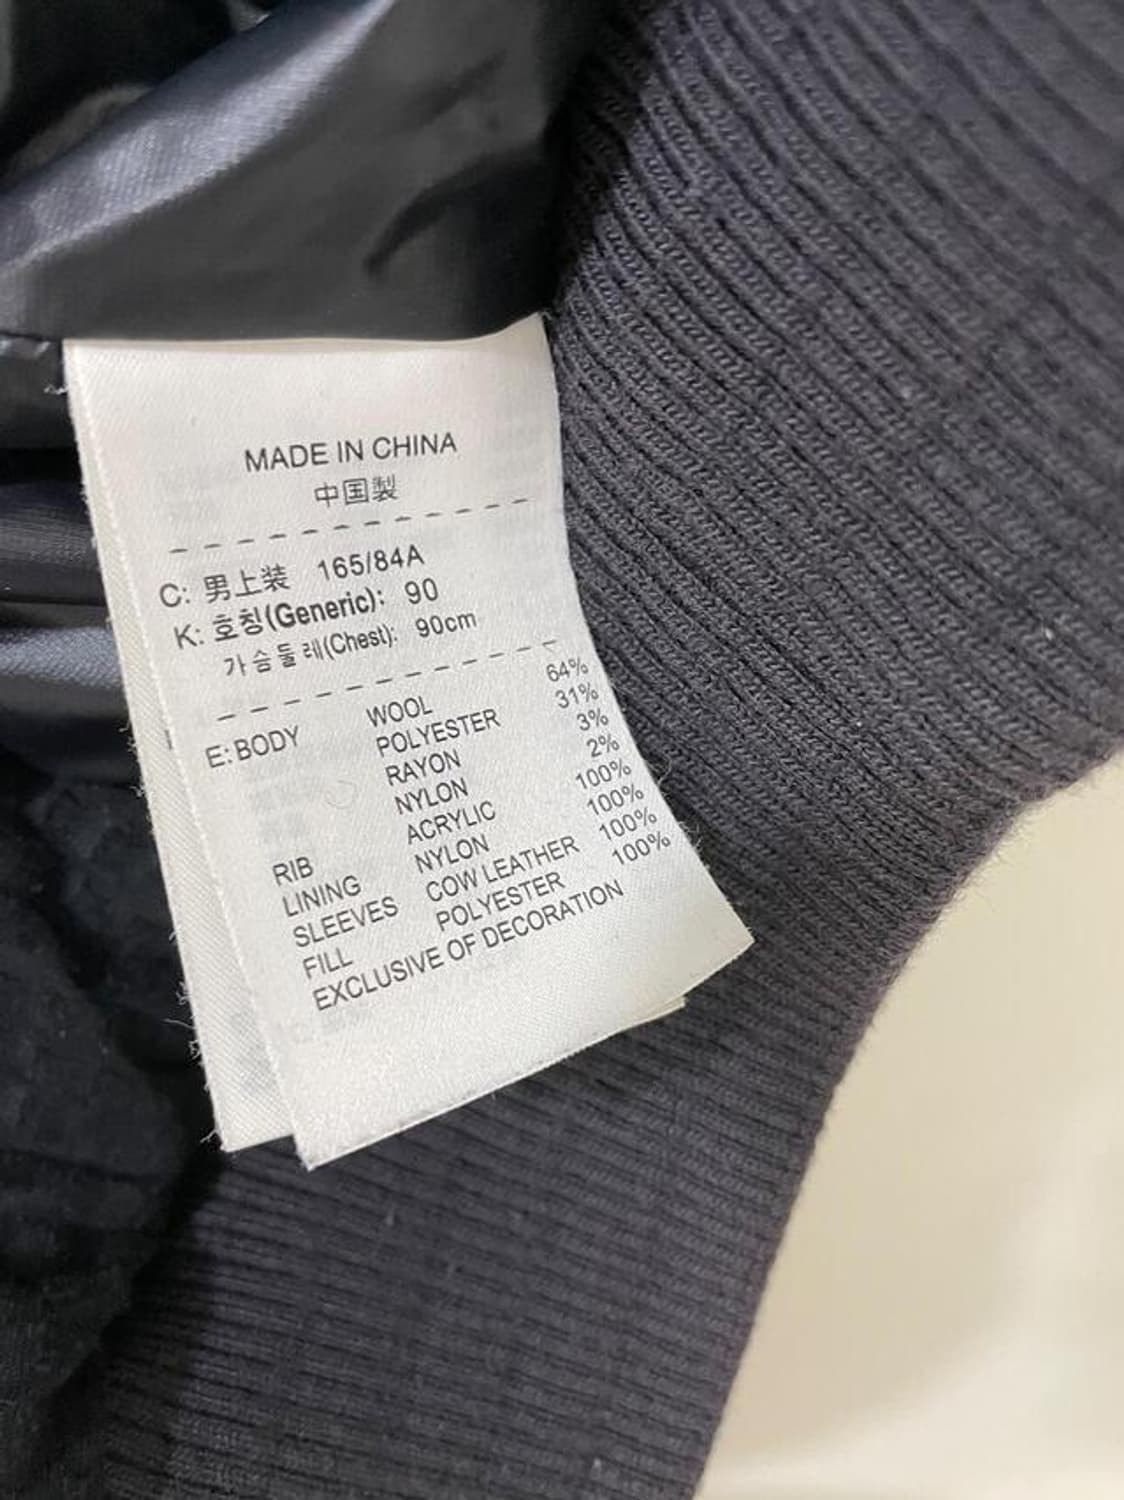 MADE IN CHINA
中国製
C: 男上装 165/84A
K: 호칭(Generic): 90
가슴둘레(Chest): 90cm
E: BODY WOOL 64%
POLYESTER 31%
RAYON 3%
NYLON 2%
RIB ACRYLIC 100%
LINING NYLON 100%
SLEEVES COW LEATHER 100%
FILL POLYESTER 100%
EXCLUSIVE OF DECORATION